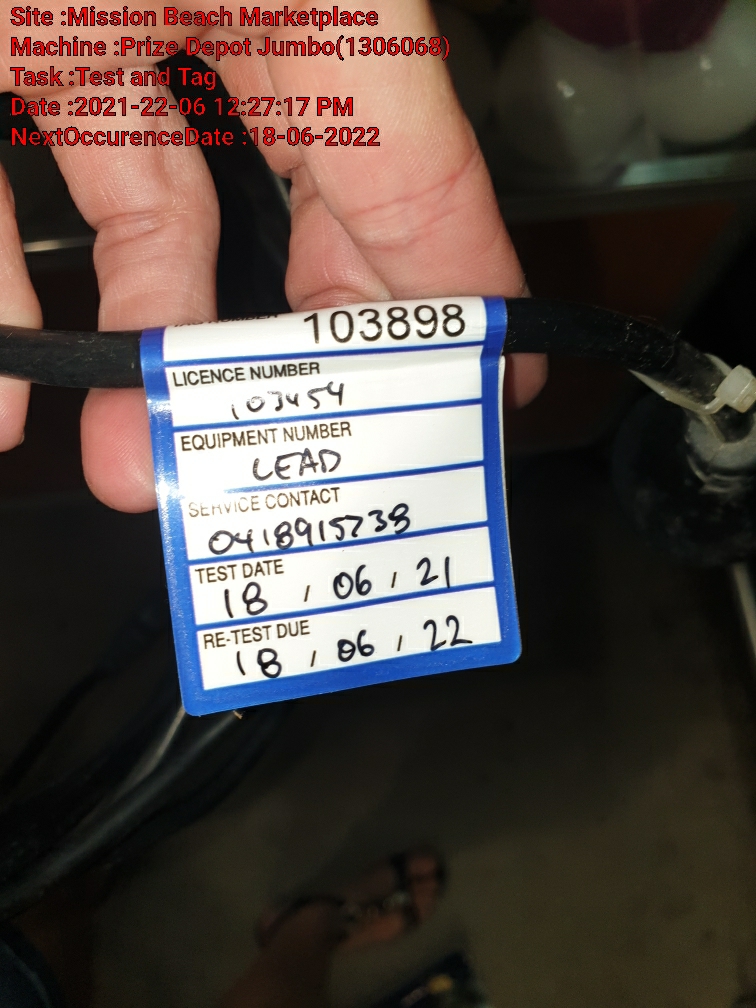 Site :Mission Beach Marketplace
Machine :Prize Depot Jumbo(1306068)
Task :Test and Tag
Date :2021-22-06 12:27:17 PM
NextOccurenceDate :18-06-2022
103898
LICENCE NUMBER
103454
EQUIPMENT NUMBER
LEAD
SERVICE CONTACT
0418915738
TEST DATE
18 / 06 / 21
RE-TEST DUE
18 / 06 / 22